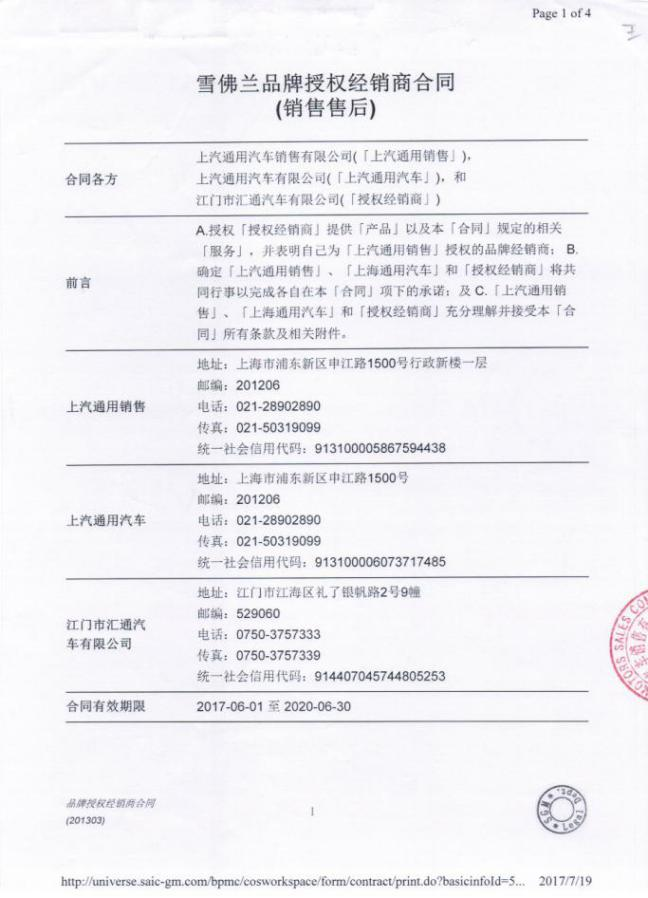 Page 1 of 4
雪佛兰品牌授权经销商合同
(销售售后)
合同各方
上汽通用汽车销售有限公司(「上汽通用销售」),
上汽通用汽车有限公司(「上汽通用汽车」), 和
江门市汇通汽车有限公司(「授权经销商」)
前言
A.授权「授权经销商」提供「产品」以及本「合同」规定的相关
「服务」，并表明自己为「上汽通用销售」授权的品牌经销商； B.
确定「上汽通用销售」、「上海通用汽车」和「授权经销商」将共
同行事以完成各自在本「合同」项下的承诺；及 C.「上汽通用销
售」、「上海通用汽车」和「授权经销商」充分理解并接受本「合
同」所有条款及相关附件。
上汽通用销售
地址：上海市浦东新区申江路1500号行政新楼一层
邮编：201206
电话：021-28902890
传真：021-50319099
统一社会信用代码：913100005867594438
上汽通用汽车
地址：上海市浦东新区申江路1500号
邮编：201206
电话：021-28902890
传真：021-50319099
统一社会信用代码：913100006073717485
江门市汇通汽
车有限公司
地址：江门市江海区礼了银帆路2号9幢
邮编：529060
电话：0750-3757333
传真：0750-3757339
统一社会信用代码：914407045744805253
合同有效期限
2017-06-01 至 2020-06-30
MOTORS SALES CO
品牌授权经销商合同
(201303)
1
SGM Legal Dept.
http://universe.saic-gm.com/bpmc/cosworkspace/form/contract/print.do?basicinfoId=5... 2017/7/19